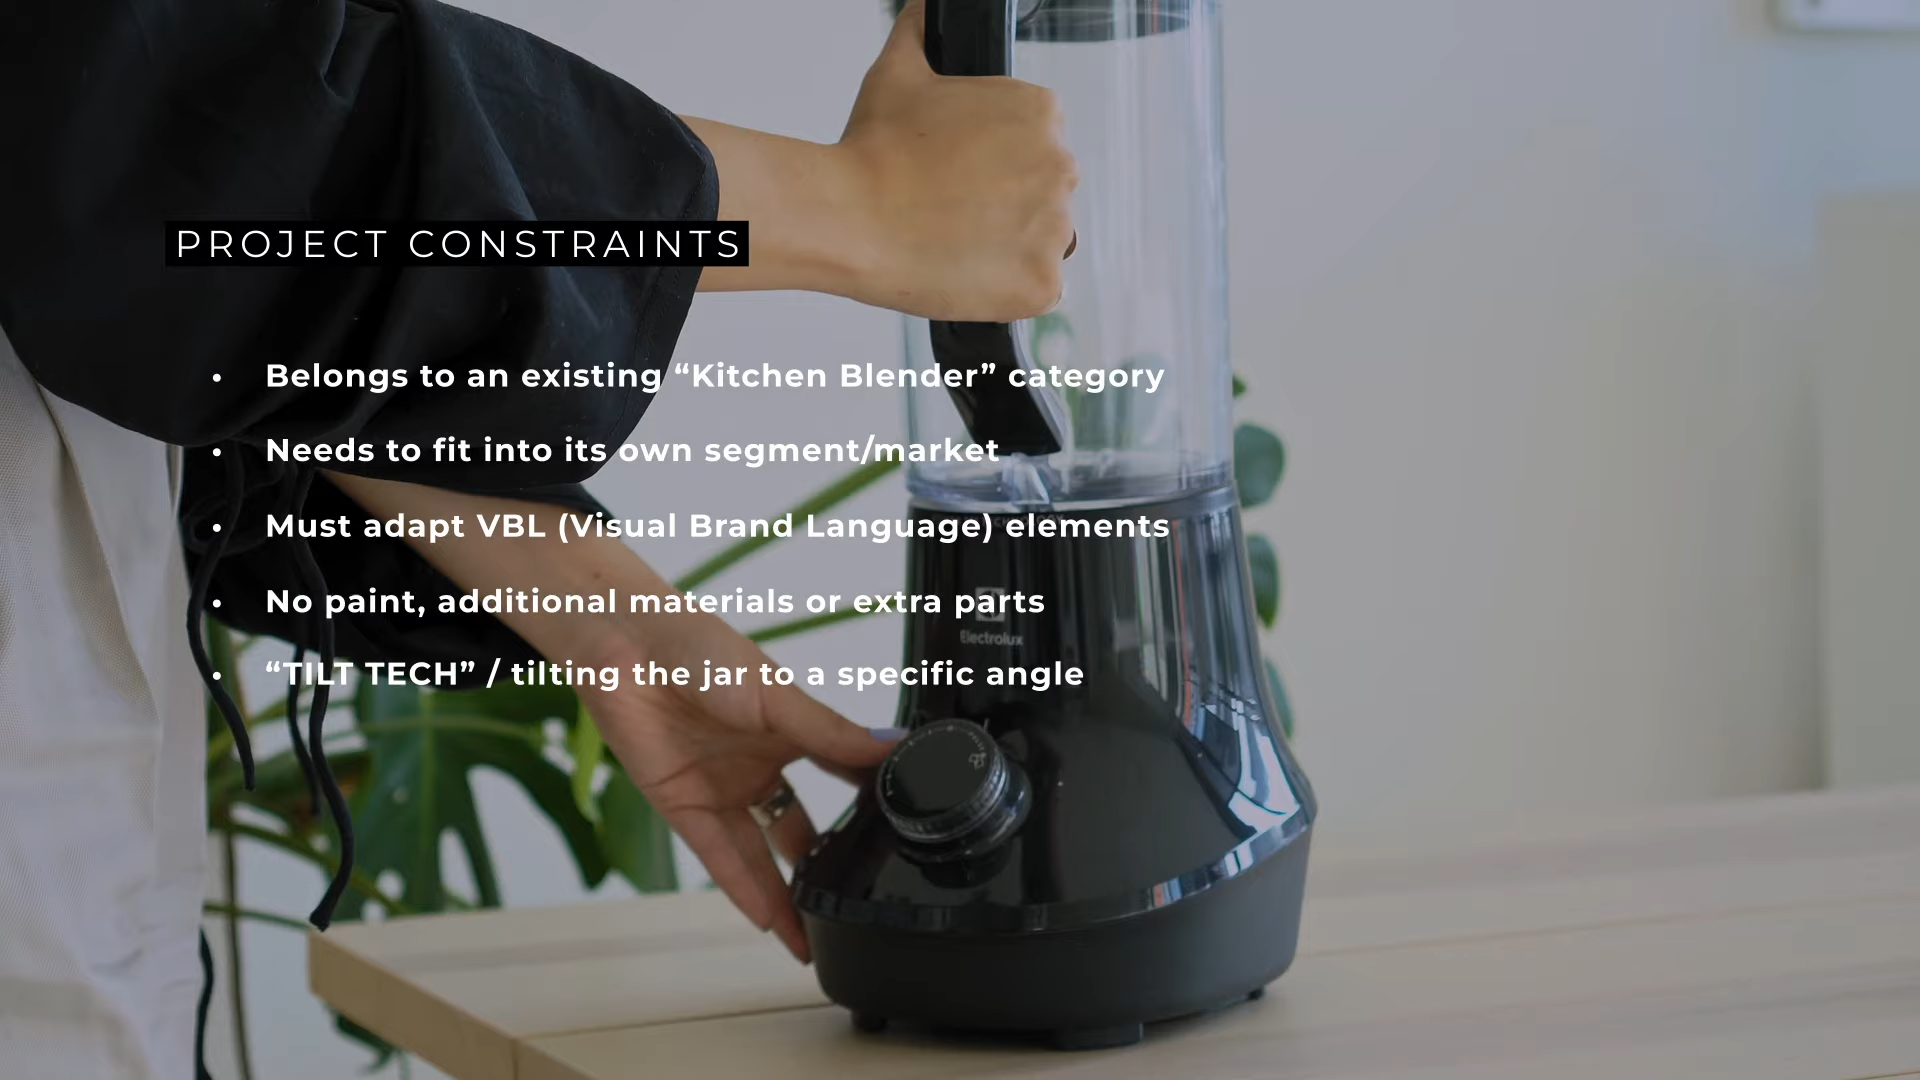 PROJECT CONSTRAINTS
• Belongs to an existing “Kitchen Blender” category
• Needs to fit into its own segment/market
• Must adapt VBL (Visual Brand Language) elements
• No paint, additional materials or extra parts
Electrolux
• “TILT TECH” / tilting the jar to a specific angle